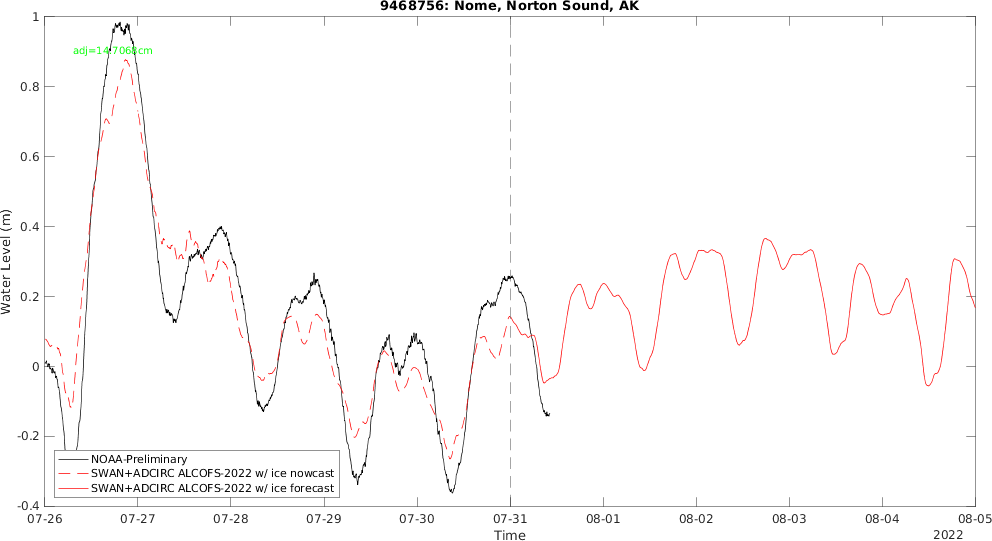 9468756: Nome, Norton Sound, AK
adj=14.7068cm
Water Level (m)
1
0.8
0.6
0.4
0.2
0
-0.2
-0.4
NOAA-Preliminary
SWAN+ADCIRC ALCOFS-2022 w/ ice nowcast
SWAN+ADCIRC ALCOFS-2022 w/ ice forecast
07-26 07-27 07-28 07-29 07-30 07-31 08-01 08-02 08-03 08-04 08-05
Time
2022